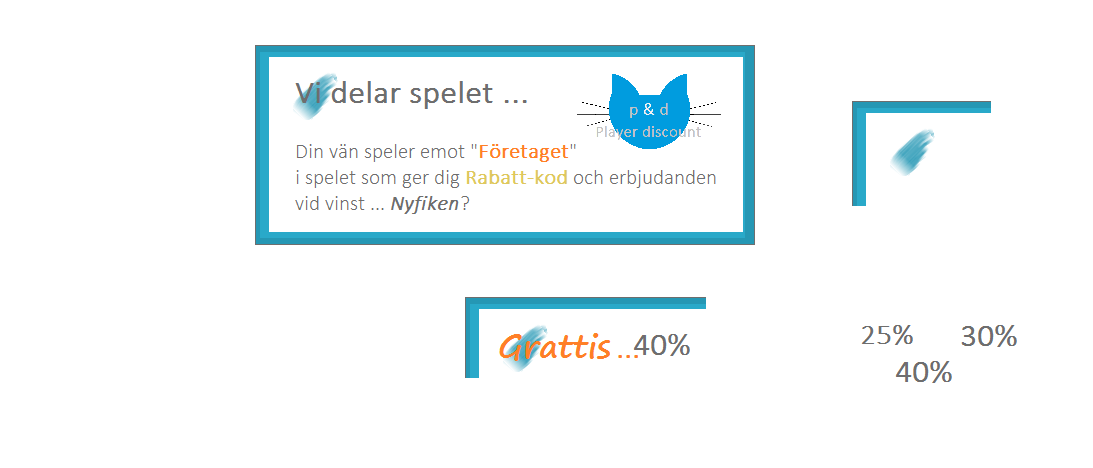 Vi delar spelet ...
p & d
Player discount
Din vän speler emot "Företaget"
i spelet som ger dig Rabatt-kod och erbjudanden
vid vinst ... Nyfiken?
Grattis ...40%
25% 30%
40%